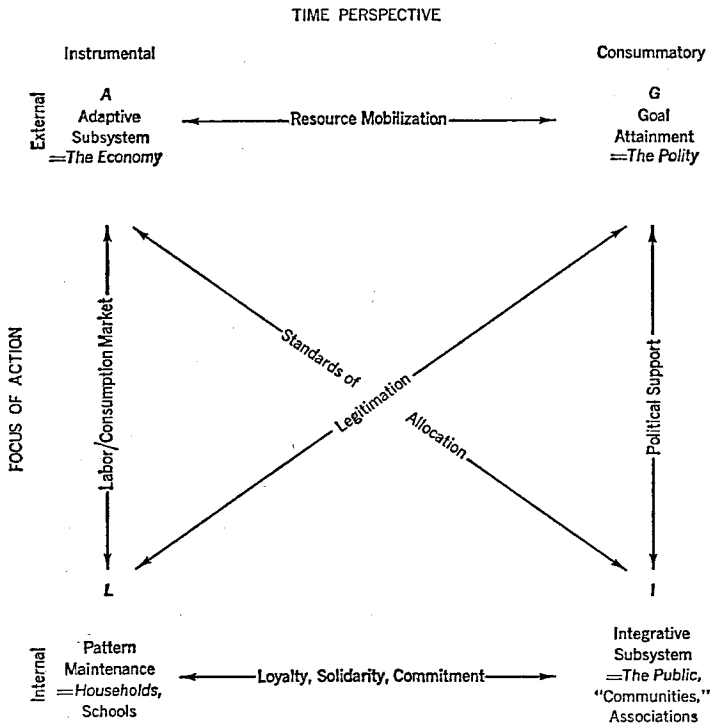 TIME PERSPECTIVE
Instrumental
Consummatory
External
A
Adaptive
Subsystem
=The Economy
Resource Mobilization
G
Goal
Attainment
=The Polity
FOCUS OF ACTION
Labor/Consumption Market
Standards of
Allocation
Legitimation
Political Support
Internal
L
Pattern
Maintenance
=Households,
Schools
Loyalty, Solidarity, Commitment
I
Integrative
Subsystem
=The Public,
"Communities,"
Associations